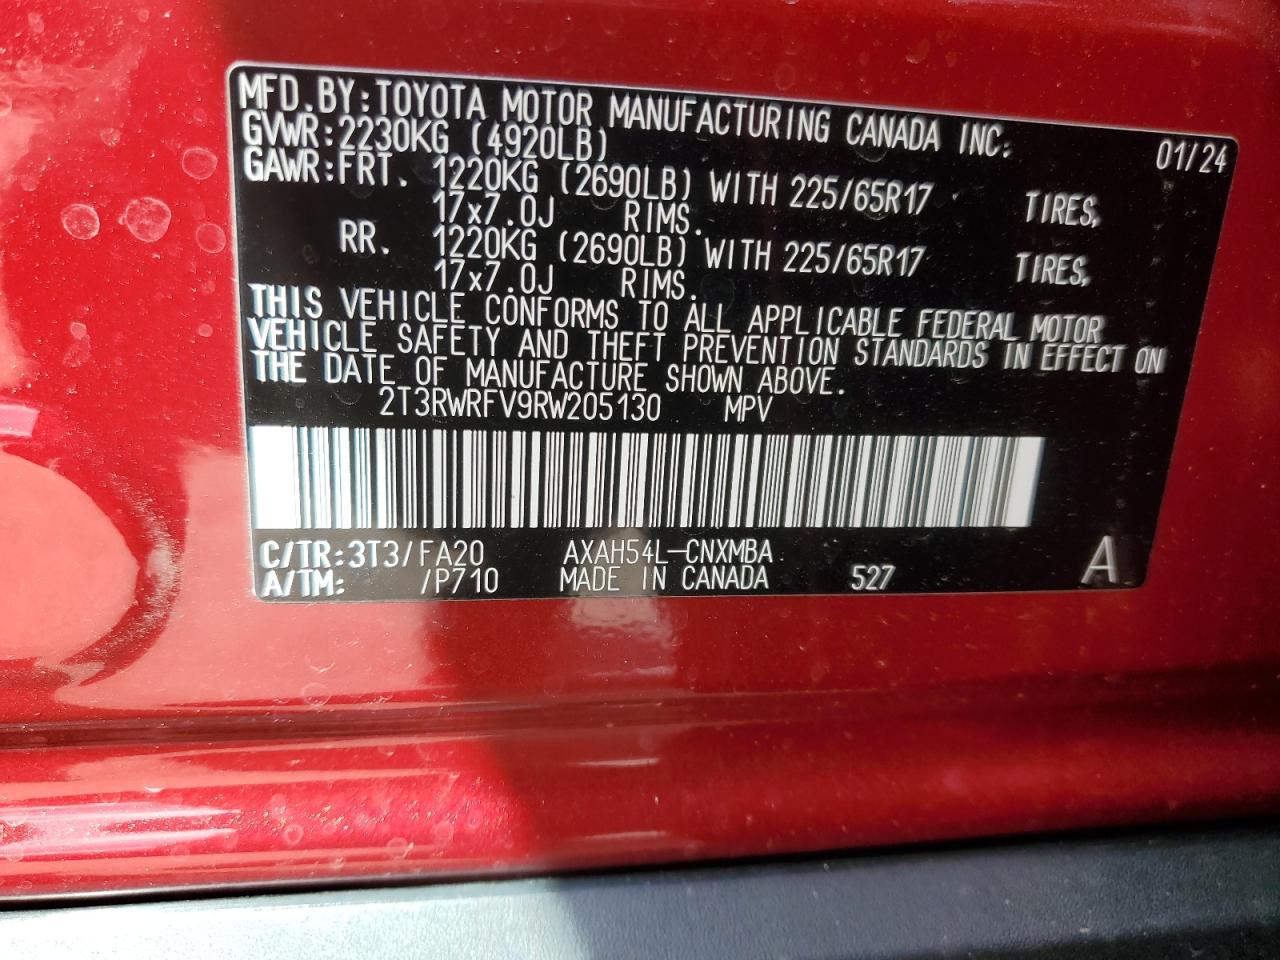 MFD.BY:TOYOTA MOTOR MANUFACTURING CANADA INC: 01/24
GVWR:2230KG (4920LB)
GAWR:FRT. 1220KG (2690LB) WITH 225/65R17 TIRES,
17x7.0J RIMS.
RR. 1220KG (2690LB) WITH 225/65R17 TIRES,
17x7.0J RIMS.
THIS VEHICLE CONFORMS TO ALL APPLICABLE FEDERAL MOTOR
VEHICLE SAFETY AND THEFT PREVENTION STANDARDS IN EFFECT ON
THE DATE OF MANUFACTURE SHOWN ABOVE.
2T3RWRFV9RW205130 MPV
C/TR:3T3/FA20 AXAH54L-CNXMBA
A/TM: /P710 MADE IN CANADA 527 A